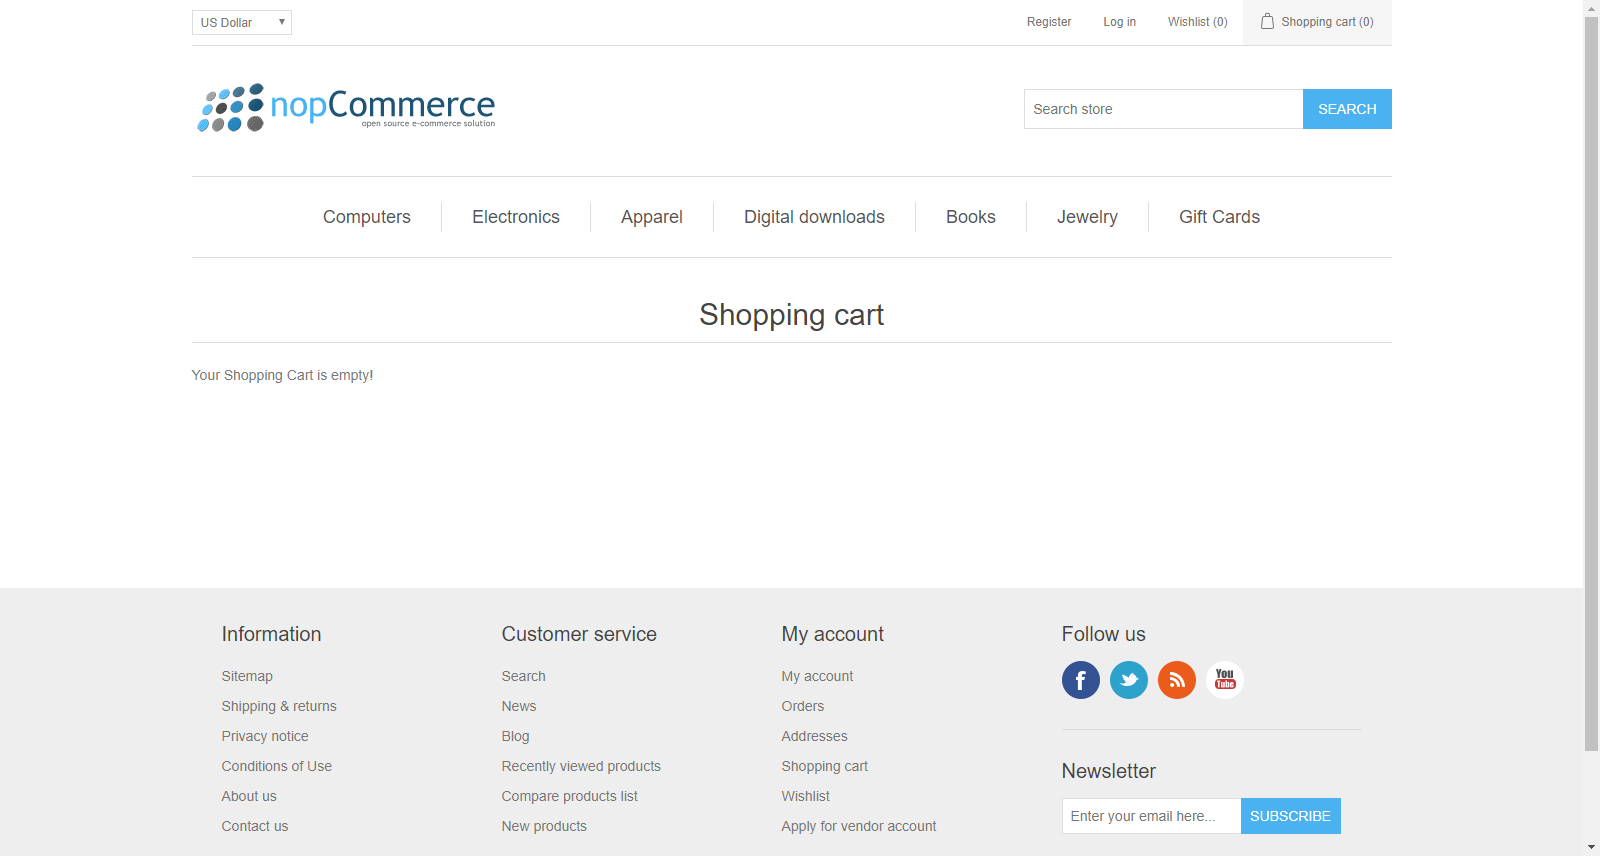 US Dollar
Register
Log in
Wishlist (0)
Shopping cart (0)
nopCommerce
open source e-commerce solution
Search store
SEARCH
Computers
Electronics
Apparel
Digital downloads
Books
Jewelry
Gift Cards
Shopping cart
Your Shopping Cart is empty!
Information
Sitemap
Shipping & returns
Privacy notice
Conditions of Use
About us
Contact us
Customer service
Search
News
Blog
Recently viewed products
Compare products list
New products
My account
My account
Orders
Addresses
Shopping cart
Wishlist
Apply for vendor account
Follow us
f
You
Tube
Newsletter
Enter your email here...
SUBSCRIBE